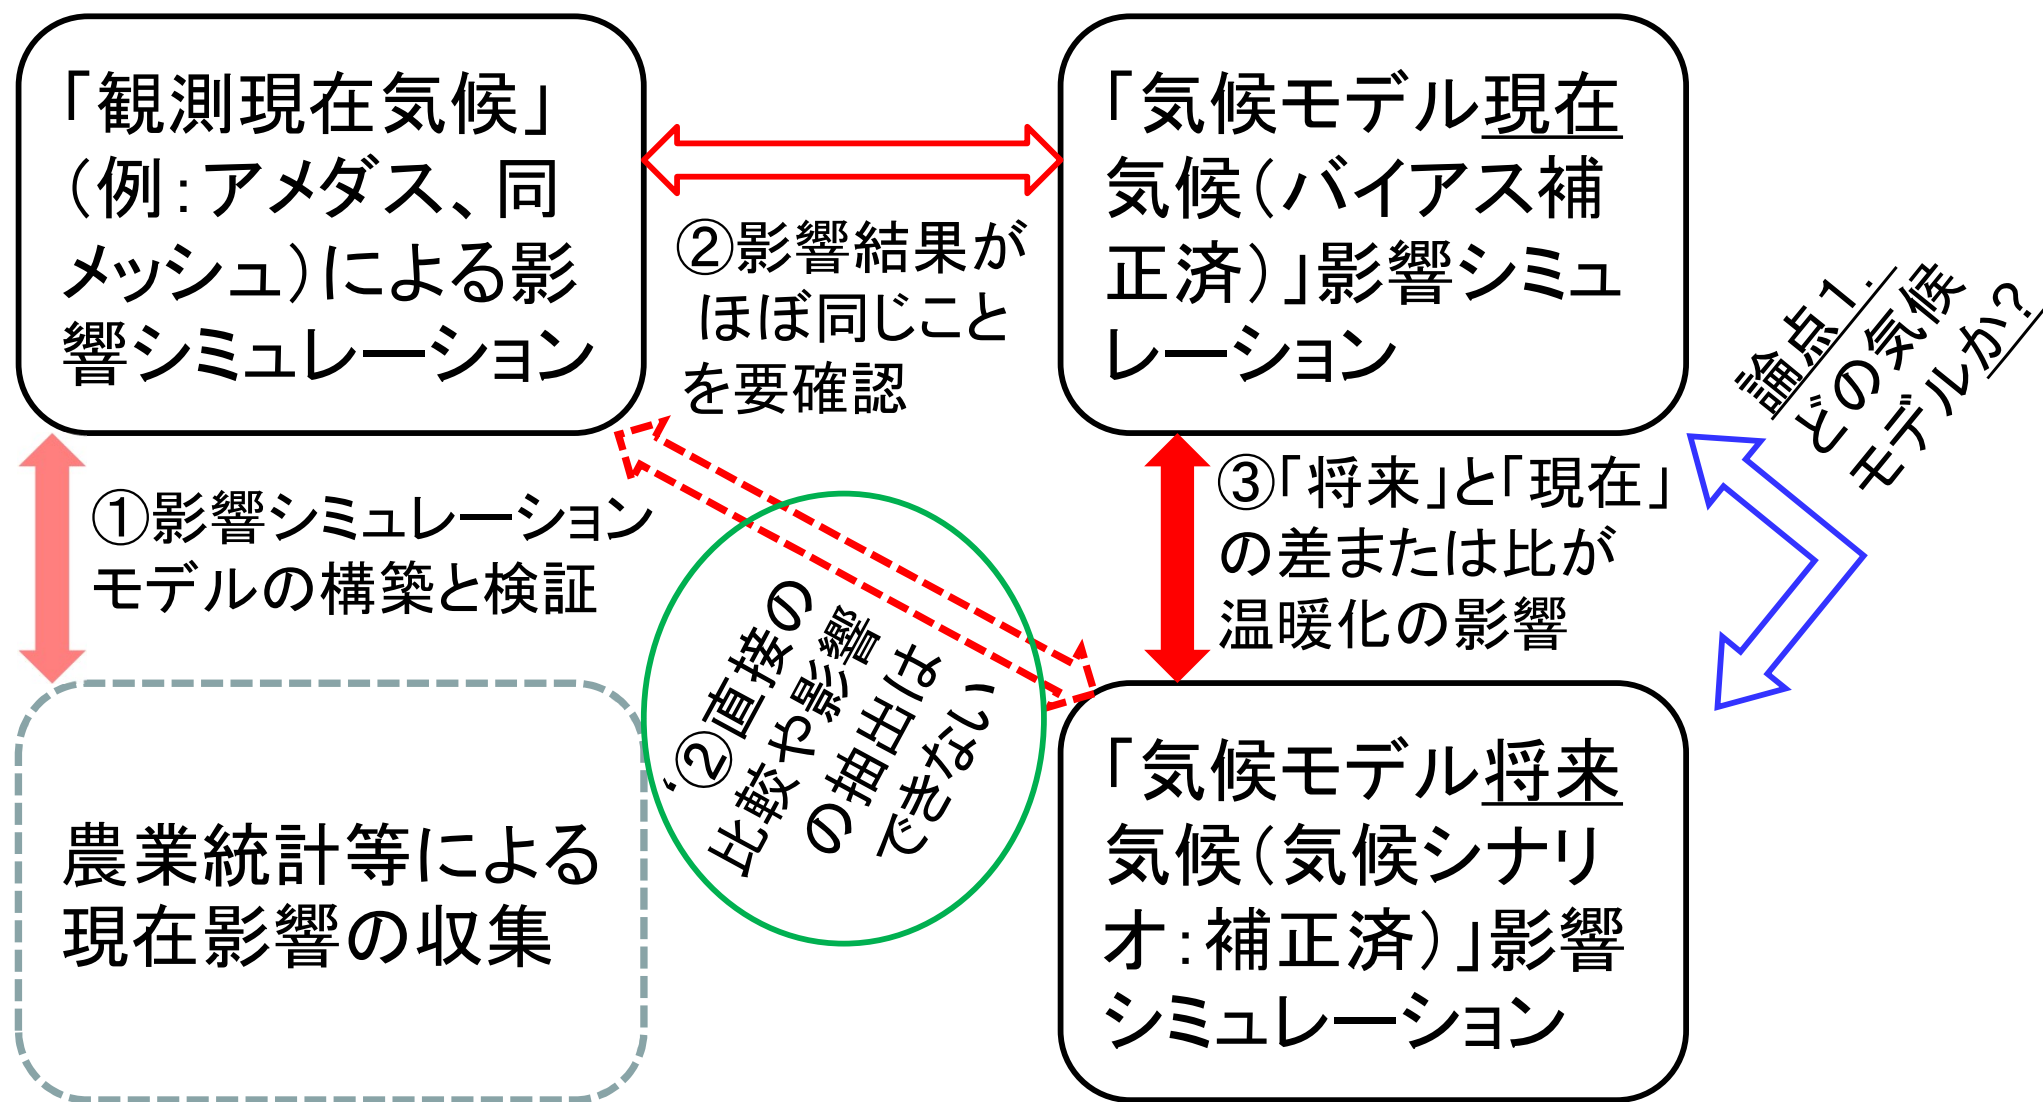 「観測現在気候」
（例：アメダス、同
メッシュ）による影
響シミュレーション
②影響結果が
ほぼ同じこと
を要確認
「気候モデル現在
気候（バイアス補
正済）」影響シミュ
レーション
論点1.
どの気候
モデルか?
①影響シミュレーション
モデルの構築と検証
③「将来」と「現在」
の差または比が
温暖化の影響
‘②直接の
比較や影響
の抽出は
できない
農業統計等による
現在影響の収集
「気候モデル将来
気候（気候シナリ
オ：補正済）」影響
シミュレーション